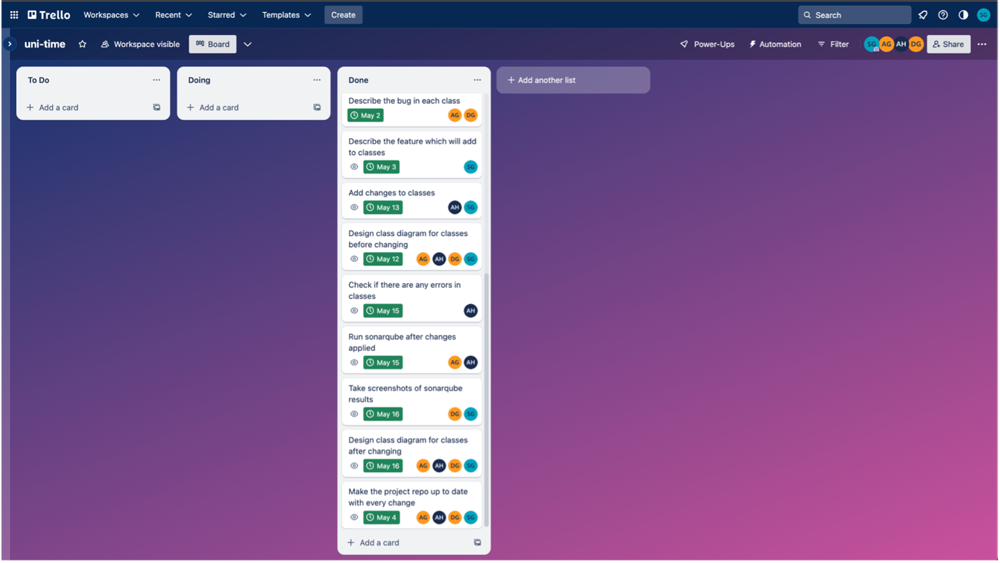 Trello Workspaces Recent Starred Templates Create Search SG
uni-time Workspace visible Board Power-Ups Automation Filter SG AG AH DG Share
To Do
Add a card
Doing
Add a card
Done
Describe the bug in each class
May 2 AG DG
Describe the feature which will add
to classes
May 3 SG
Add changes to classes
May 13 AH SG
Design class diagram for classes
before changing
May 12 AG AH DG SG
Check if there are any errors in
classes
May 15 AH
Run sonarqube after changes
applied
May 15 AG AH
Take screenshots of sonarqube
results
May 16 DG SG
Design class diagram for classes
after changing
May 16 AG AH DG SG
Make the project repo up to date
with every change
May 4 AG AH DG SG
Add a card
Add another list